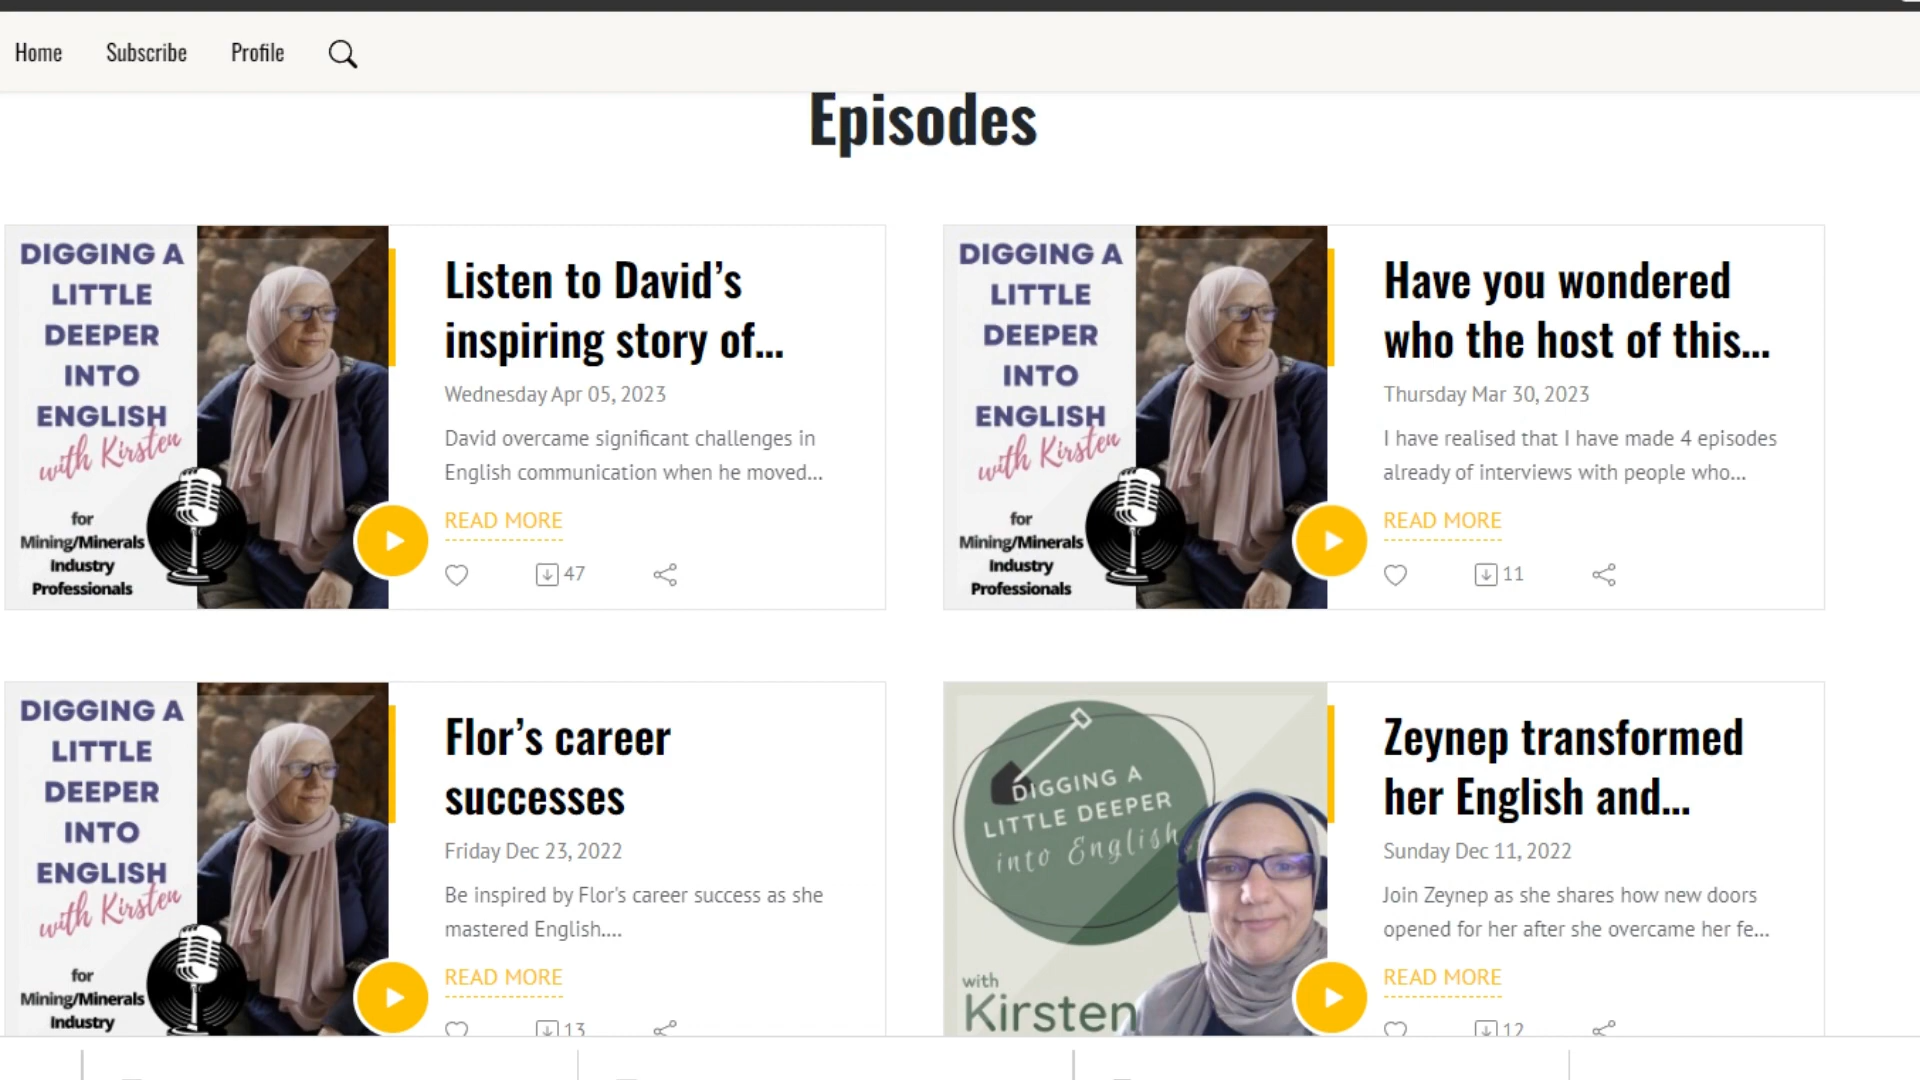 Home Subscribe Profile
Episodes
DIGGING A
LITTLE
DEEPER
INTO
ENGLISH
with Kirsten
for
Mining/Minerals
Industry
Professionals
Listen to David’s
inspiring story of...
Wednesday Apr 05, 2023
David overcame significant challenges in
English communication when he moved...
READ MORE
47
DIGGING A
LITTLE
DEEPER
INTO
ENGLISH
with Kirsten
for
Mining/Minerals
Industry
Professionals
Have you wondered
who the host of this...
Thursday Mar 30, 2023
I have realised that I have made 4 episodes
already of interviews with people who...
READ MORE
11
DIGGING A
LITTLE
DEEPER
INTO
ENGLISH
with Kirsten
for
Mining/Minerals
Industry
Flor’s career
successes
Friday Dec 23, 2022
Be inspired by Flor's career success as she
mastered English....
READ MORE
13
DIGGING A
LITTLE DEEPER
into English
with
Kirsten
Zeynep transformed
her English and...
Sunday Dec 11, 2022
Join Zeynep as she shares how new doors
opened for her after she overcame her fe...
READ MORE
12